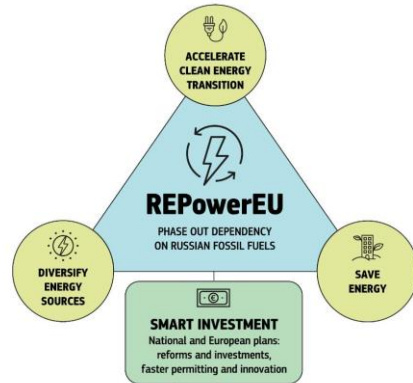 ACCELERATE
CLEAN ENERGY
TRANSITION
REPowerEU
PHASE OUT DEPENDENCY
ON RUSSIAN FOSSIL FUELS
DIVERSIFY
ENERGY
SOURCES
SAVE
ENERGY
€
SMART INVESTMENT
National and European plans:
reforms and investments,
faster permitting and innovation